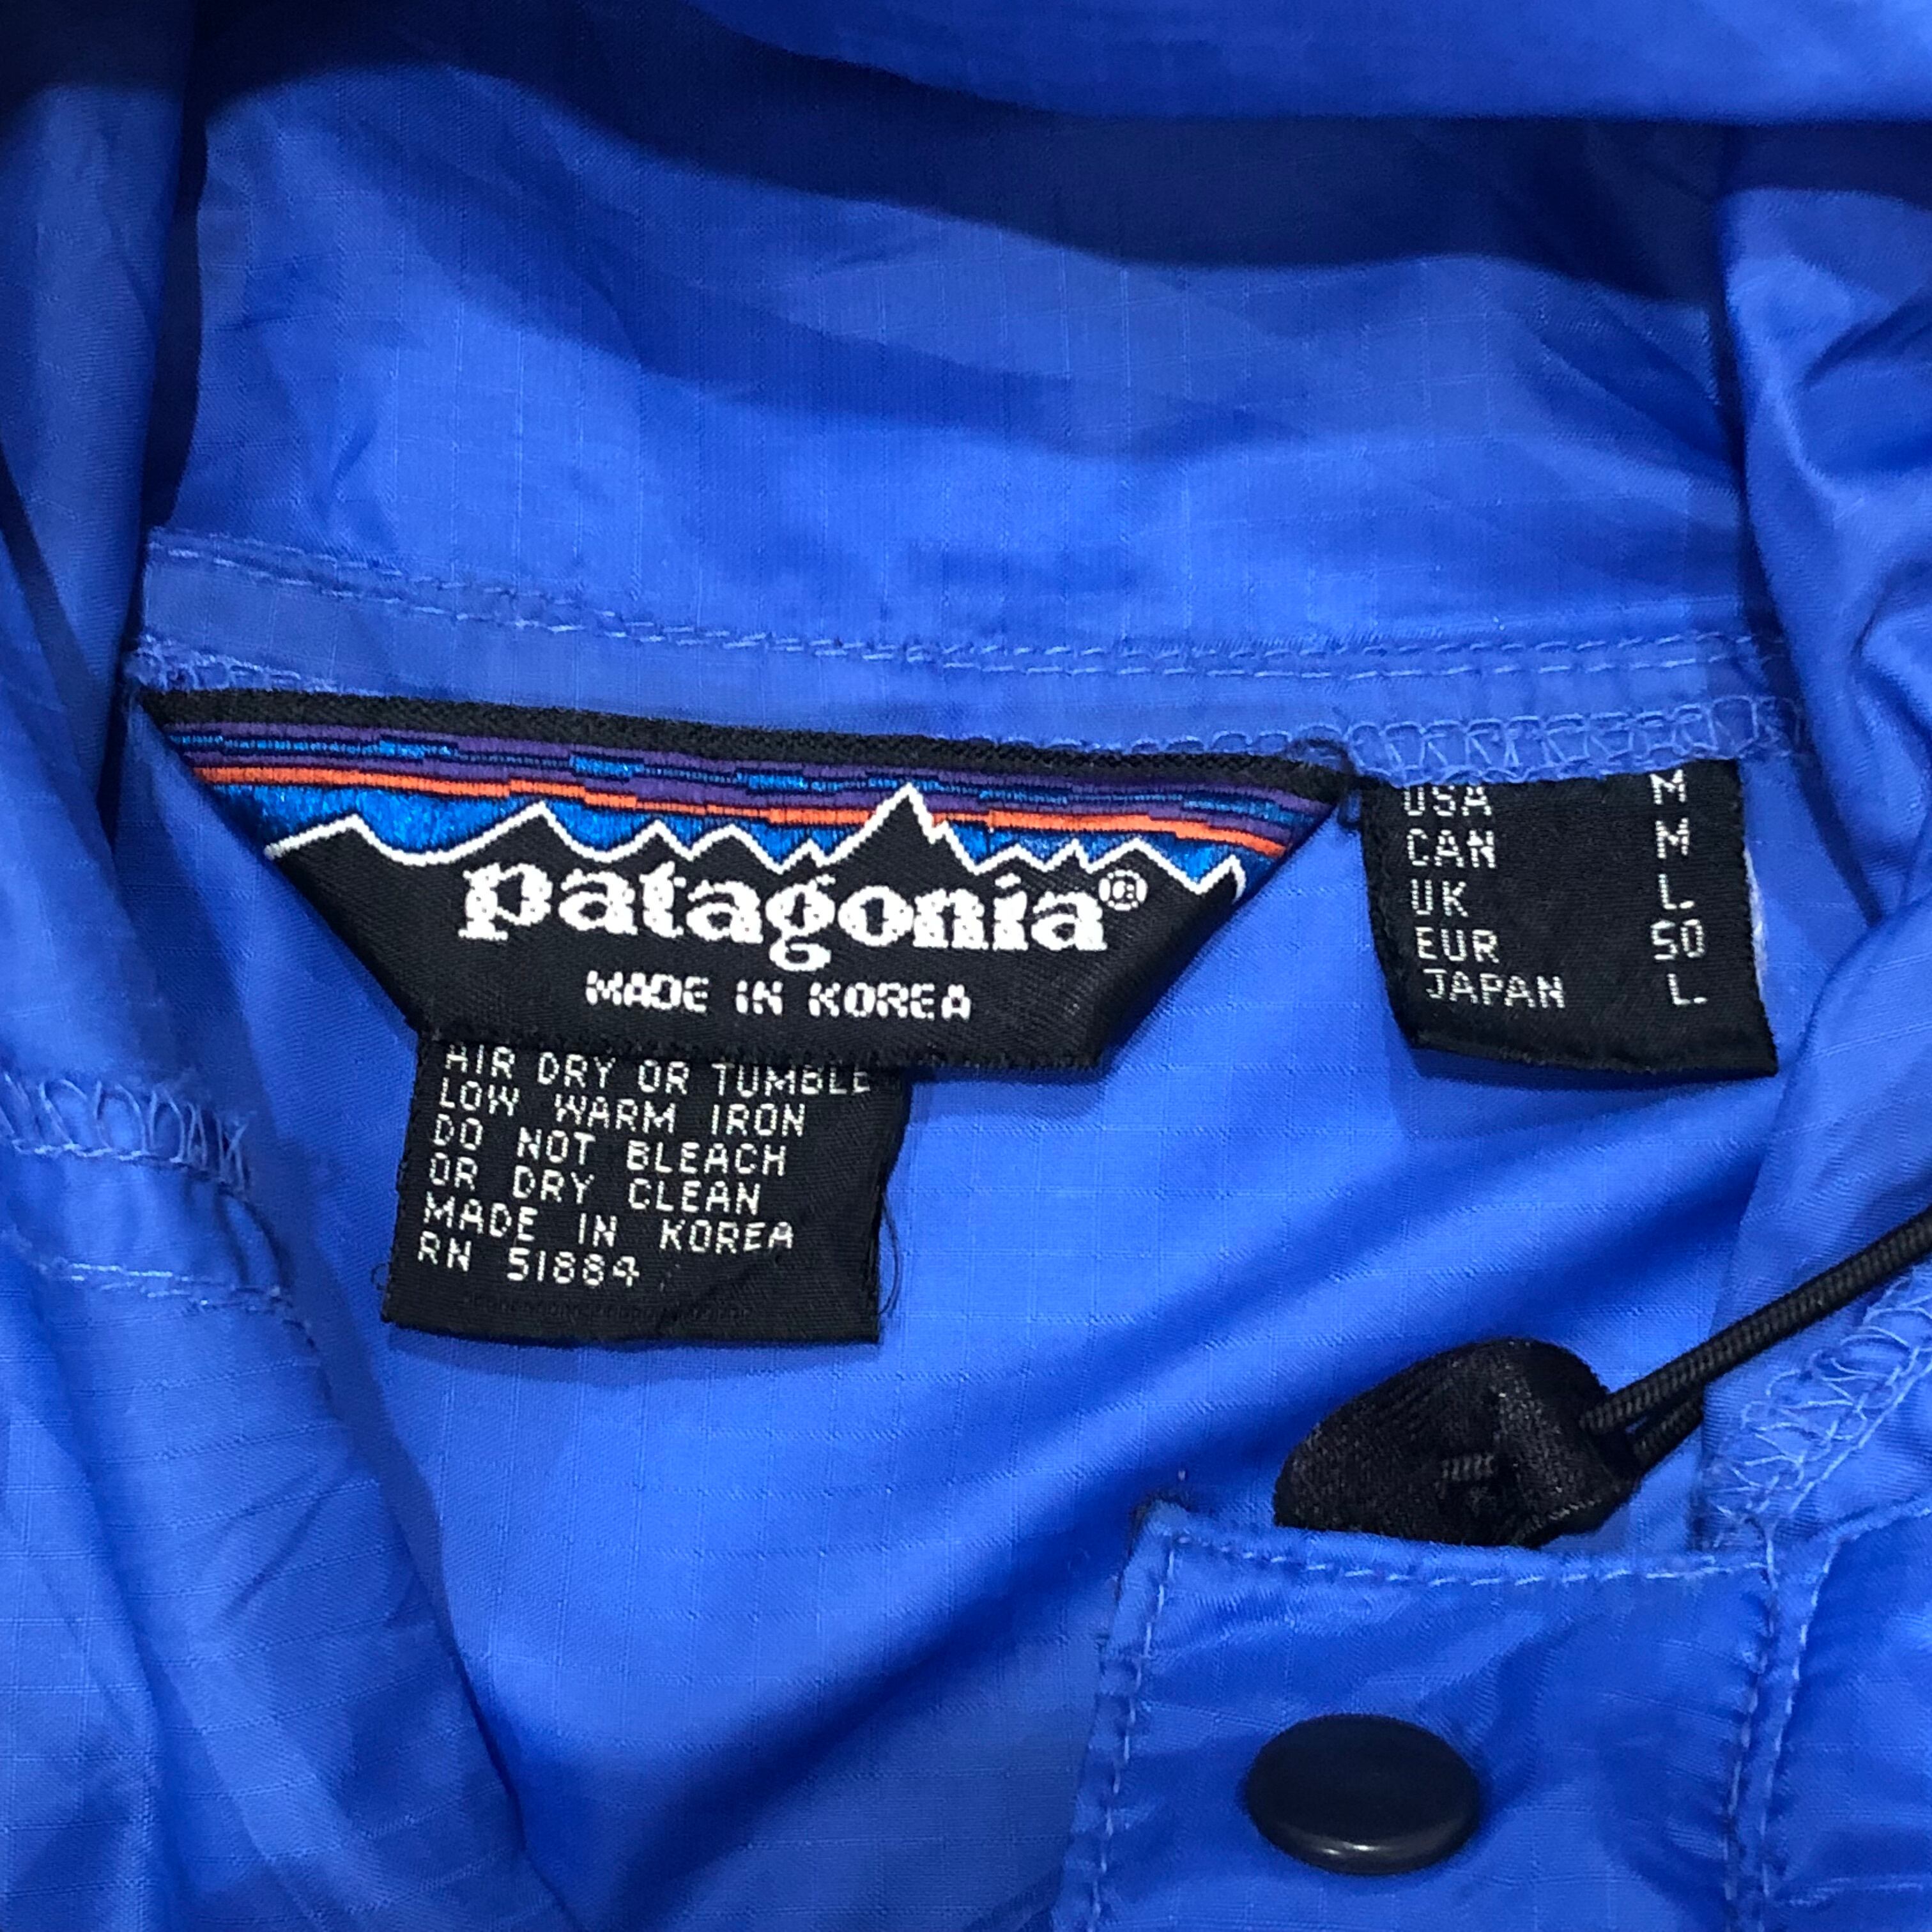 patagonia®
MADE IN KOREA
AIR DRY OR TUMBLE
LOW WARM IRON
DO NOT BLEACH
OR DRY CLEAN
MADE IN KOREA
RN 51884
USA M
CAN M
UK L
EUR 50
JAPAN L